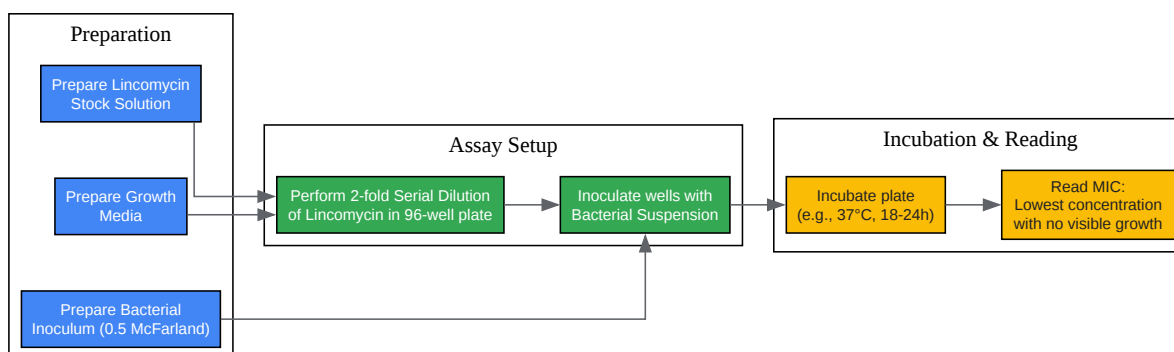 Preparation
Prepare Lincomycin
Stock Solution
Prepare Growth
Media
Prepare Bacterial
Inoculum (0.5 McFarland)
Assay Setup
Perform 2-fold Serial Dilution
of Lincomycin in 96-well plate
Inoculate wells with
Bacterial Suspension
Incubation & Reading
Incubate plate
(e.g., 37°C, 18-24h)
Read MIC:
Lowest concentration
with no visible growth